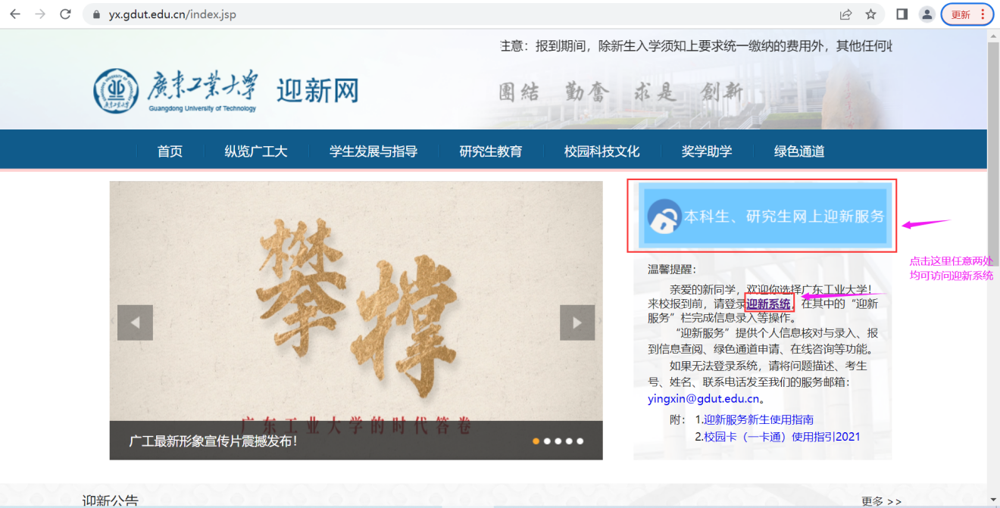 yx.gdut.edu.cn/index.jsp
更新
注意：报到期间，除新生入学须知上要求统一缴纳的费用外，其他任何
廣東工業大學 迎新网
Guangdong University of Technology
團結 勤奮 求是 創新
首页 纵览广工大 学生发展与指导 研究生教育 校园科技文化 奖学助学 绿色通道
攀撑
广东工业大学的时代答卷
广工最新形象宣传片震撼发布！
本科生、研究生网上迎新服务
点击这里任意两处
均可访问迎新系统
温馨提醒：
亲爱的新同学，欢迎你选择广东工业大学！
来校报到前，请登录迎新系统，在其中的“迎新
服务”栏完成信息录入等操作。
“迎新服务”提供个人信息核对与录入、报
到信息查阅、绿色通道申请、在线咨询等功能。
如果无法登录系统，请将问题描述、考生
号、姓名、联系电话发至我们的服务邮箱：
yingxin@gdut.edu.cn。
附： 1.迎新服务新生使用指南
2.校园卡（一卡通）使用指引2021
迎新公告
更多 >>